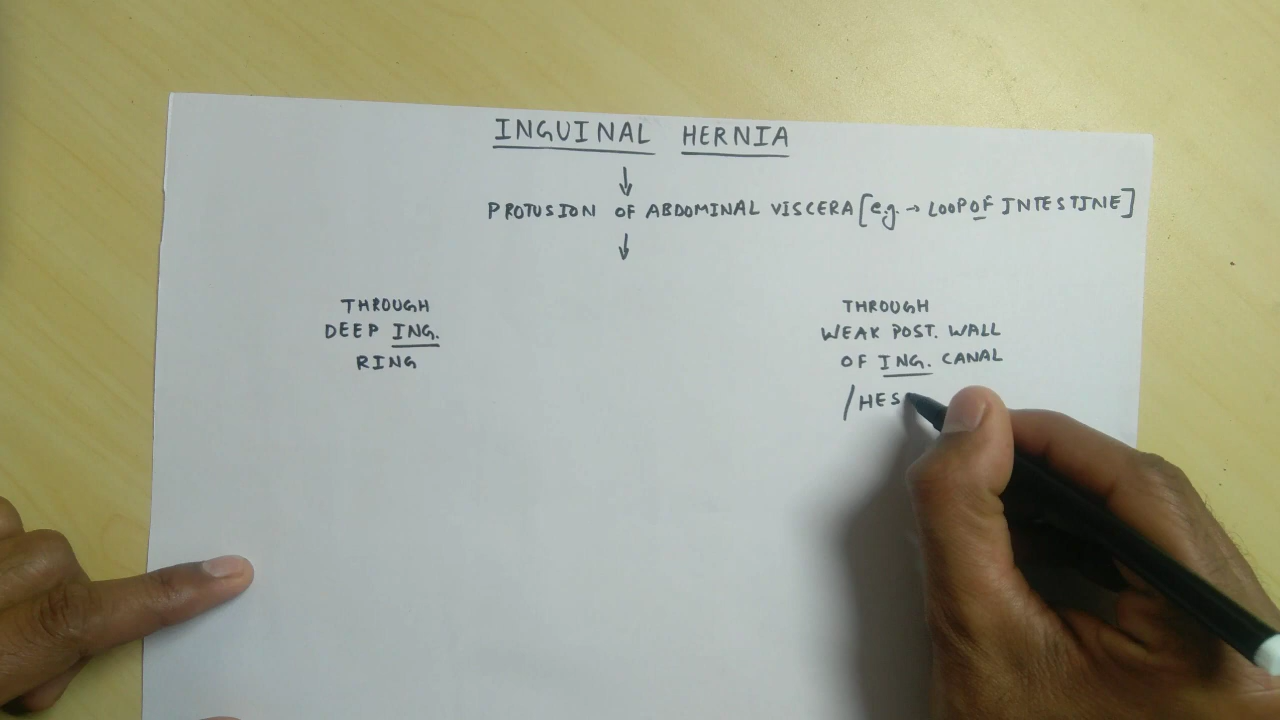 INGUINAL HERNIA
↓
PROTUSION OF ABDOMINAL VISCERA [e.g. → LOOP OF INTESTINE]
↓
THROUGH
DEEP ING.
RING
THROUGH
WEAK POST. WALL
OF ING. CANAL
/HES